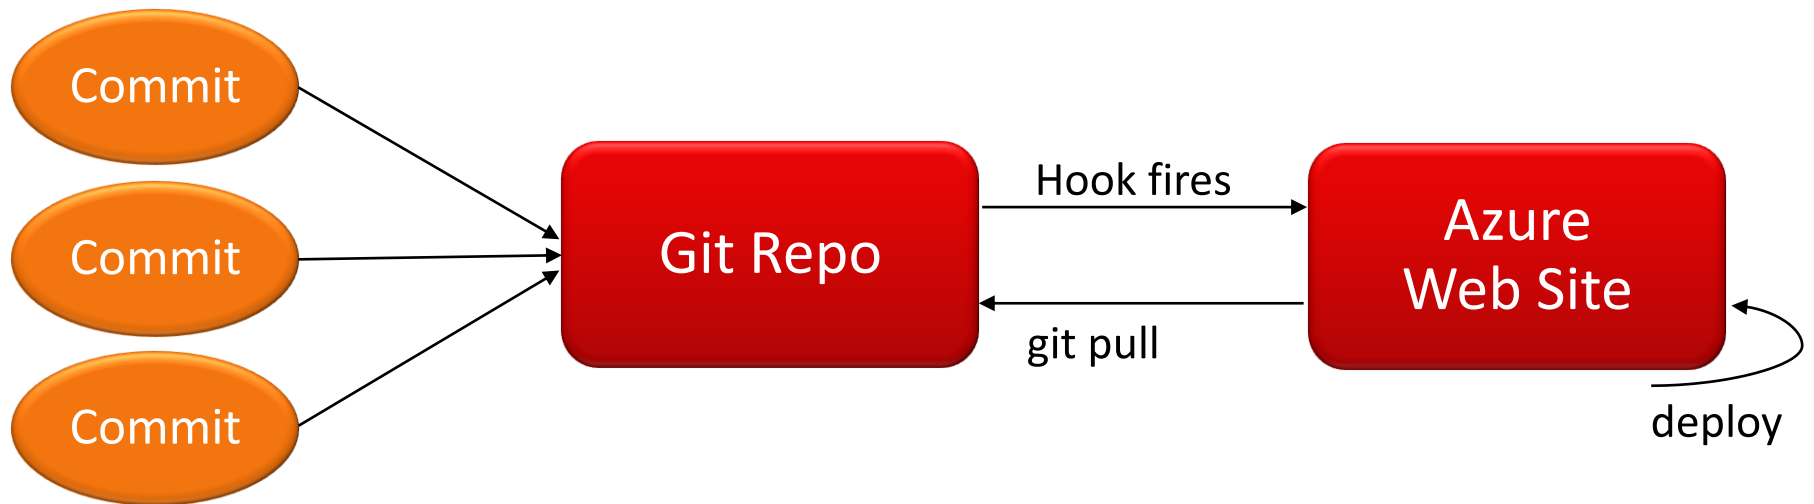 Commit
Commit
Commit
Git Repo
Hook fires
git pull
Azure
Web Site
deploy